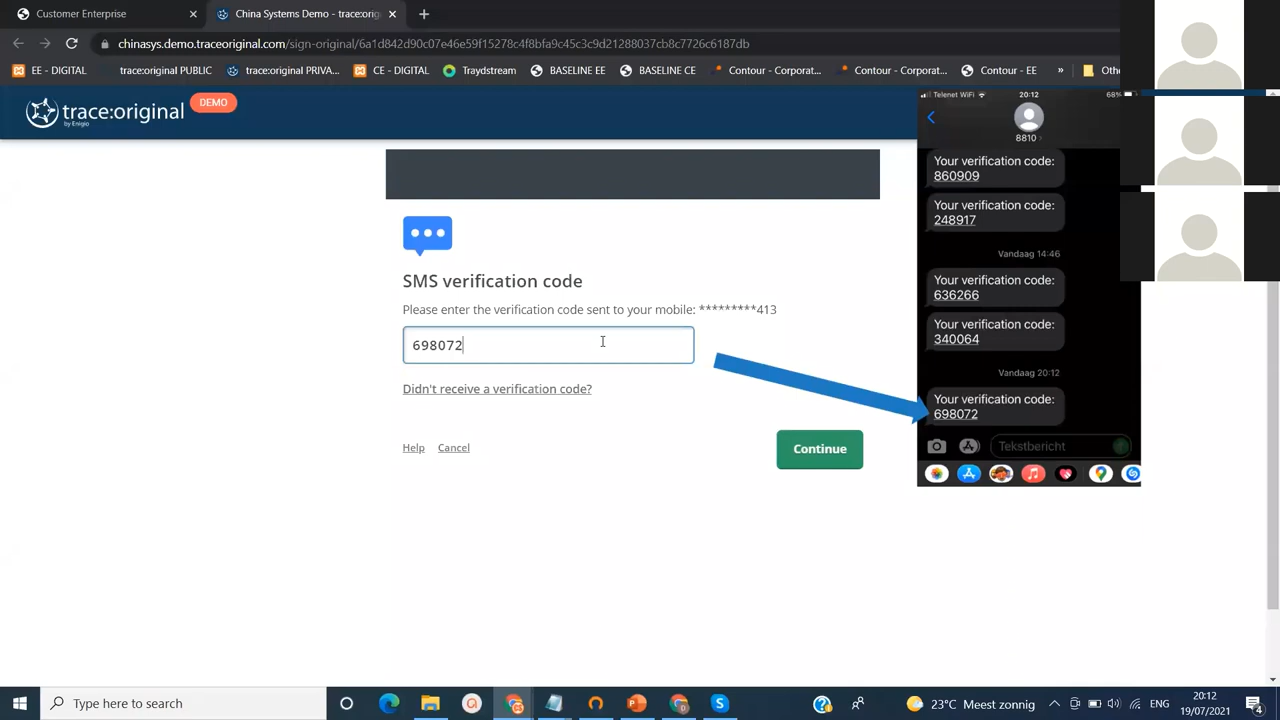 Customer Enterprise
China Systems Demo - trace:orig
chinasys.demo.traceoriginal.com/sign-original/6a1d842d90c07e46e59f15278c4f8bfa9c45c3c9d21288037cb8c7726c6187db
EE - DIGITAL
trace:original PUBLIC
trace:original PRIVA...
CE - DIGITAL
Traydstream
BASELINE EE
BASELINE CE
Contour - Corporat...
Contour - Corporat...
Contour - EE
»
Oth
trace:original
by Enigio
DEMO
SMS verification code
Please enter the verification code sent to your mobile: *********413
698072
Didn't receive a verification code?
Help
Cancel
Continue
Telenet WiFi
20:12
68%
8810
Your verification code:
860909
Your verification code:
248917
Vandaag 14:46
Your verification code:
636266
Your verification code:
340064
Vandaag 20:12
Your verification code:
698072
Tekstbericht
Type here to search
23°C Meest zonnig
ENG
20:12
19/07/2021
4